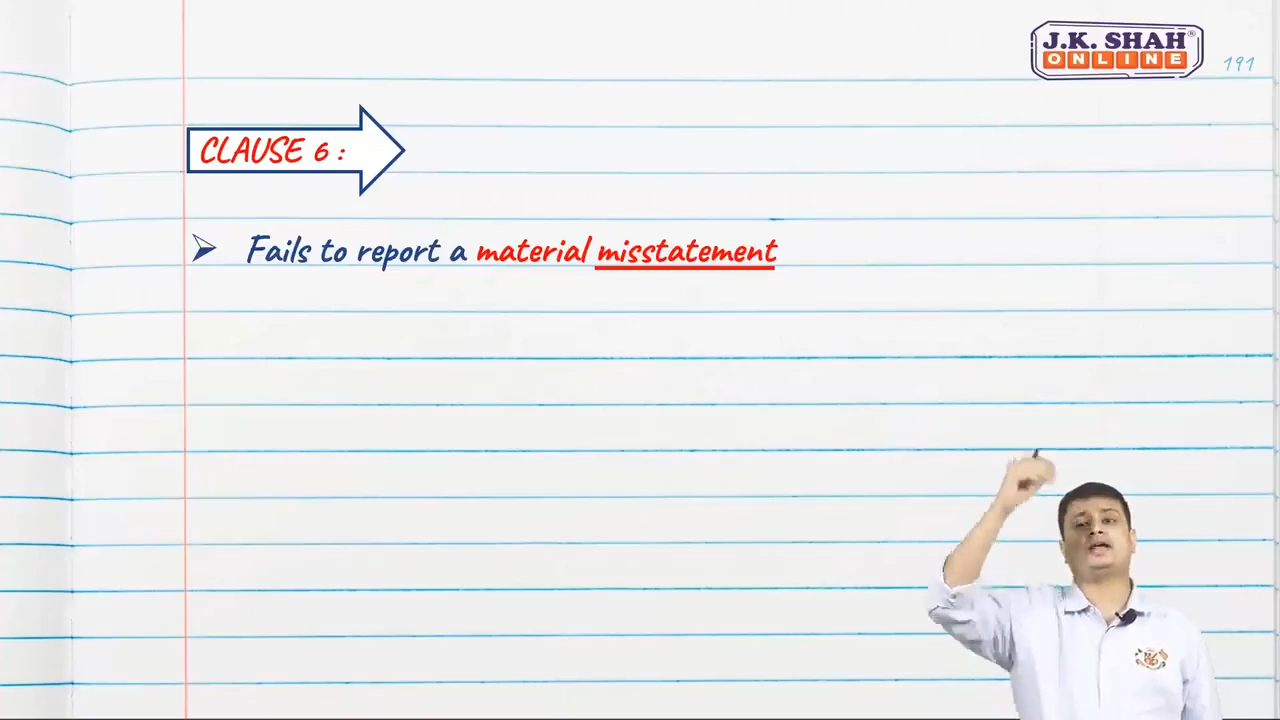 J.K. SHAH®
ONLINE
191
CLAUSE 6 :
➢ Fails to report a material misstatement